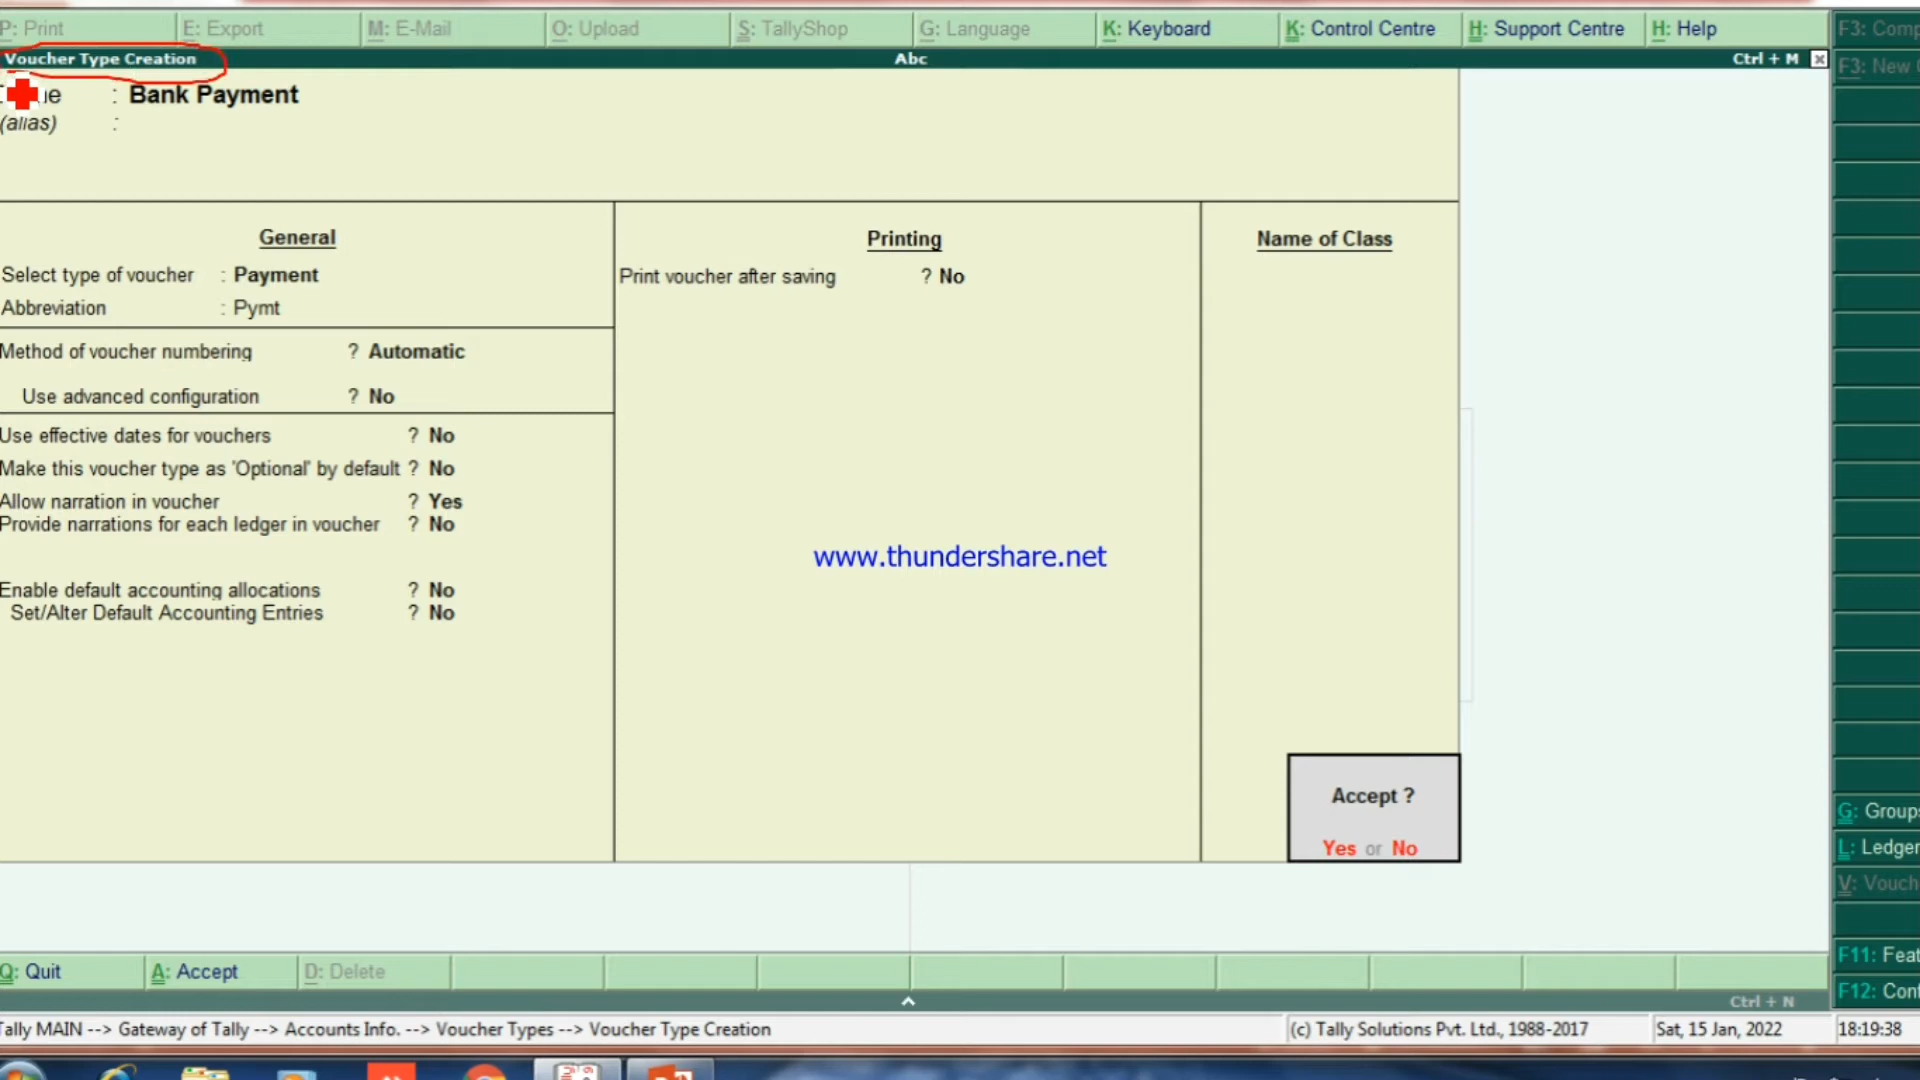 P: Print E: Export M: E-Mail O: Upload S: TallyShop G: Language K: Keyboard K: Control Centre H: Support Centre H: Help F3: Comp
Voucher Type Creation Abc Ctrl + M F3: New
: Bank Payment
(alias) :
General Printing Name of Class
Select type of voucher : Payment Print voucher after saving ? No
Abbreviation : Pymt
Method of voucher numbering ? Automatic
Use advanced configuration ? No
Use effective dates for vouchers ? No
Make this voucher type as 'Optional' by default ? No
Allow narration in voucher ? Yes
Provide narrations for each ledger in voucher ? No
www.thundershare.net
Enable default accounting allocations ? No
Set/Alter Default Accounting Entries ? No
Accept ?
Yes or No
G: Groups
L: Ledger
V: Vouch
F11: Feat
Q: Quit A: Accept D: Delete
F12: Conf
Ctrl + N
Tally MAIN --> Gateway of Tally --> Accounts Info. --> Voucher Types --> Voucher Type Creation (c) Tally Solutions Pvt. Ltd., 1988-2017 Sat, 15 Jan, 2022 18:19:38